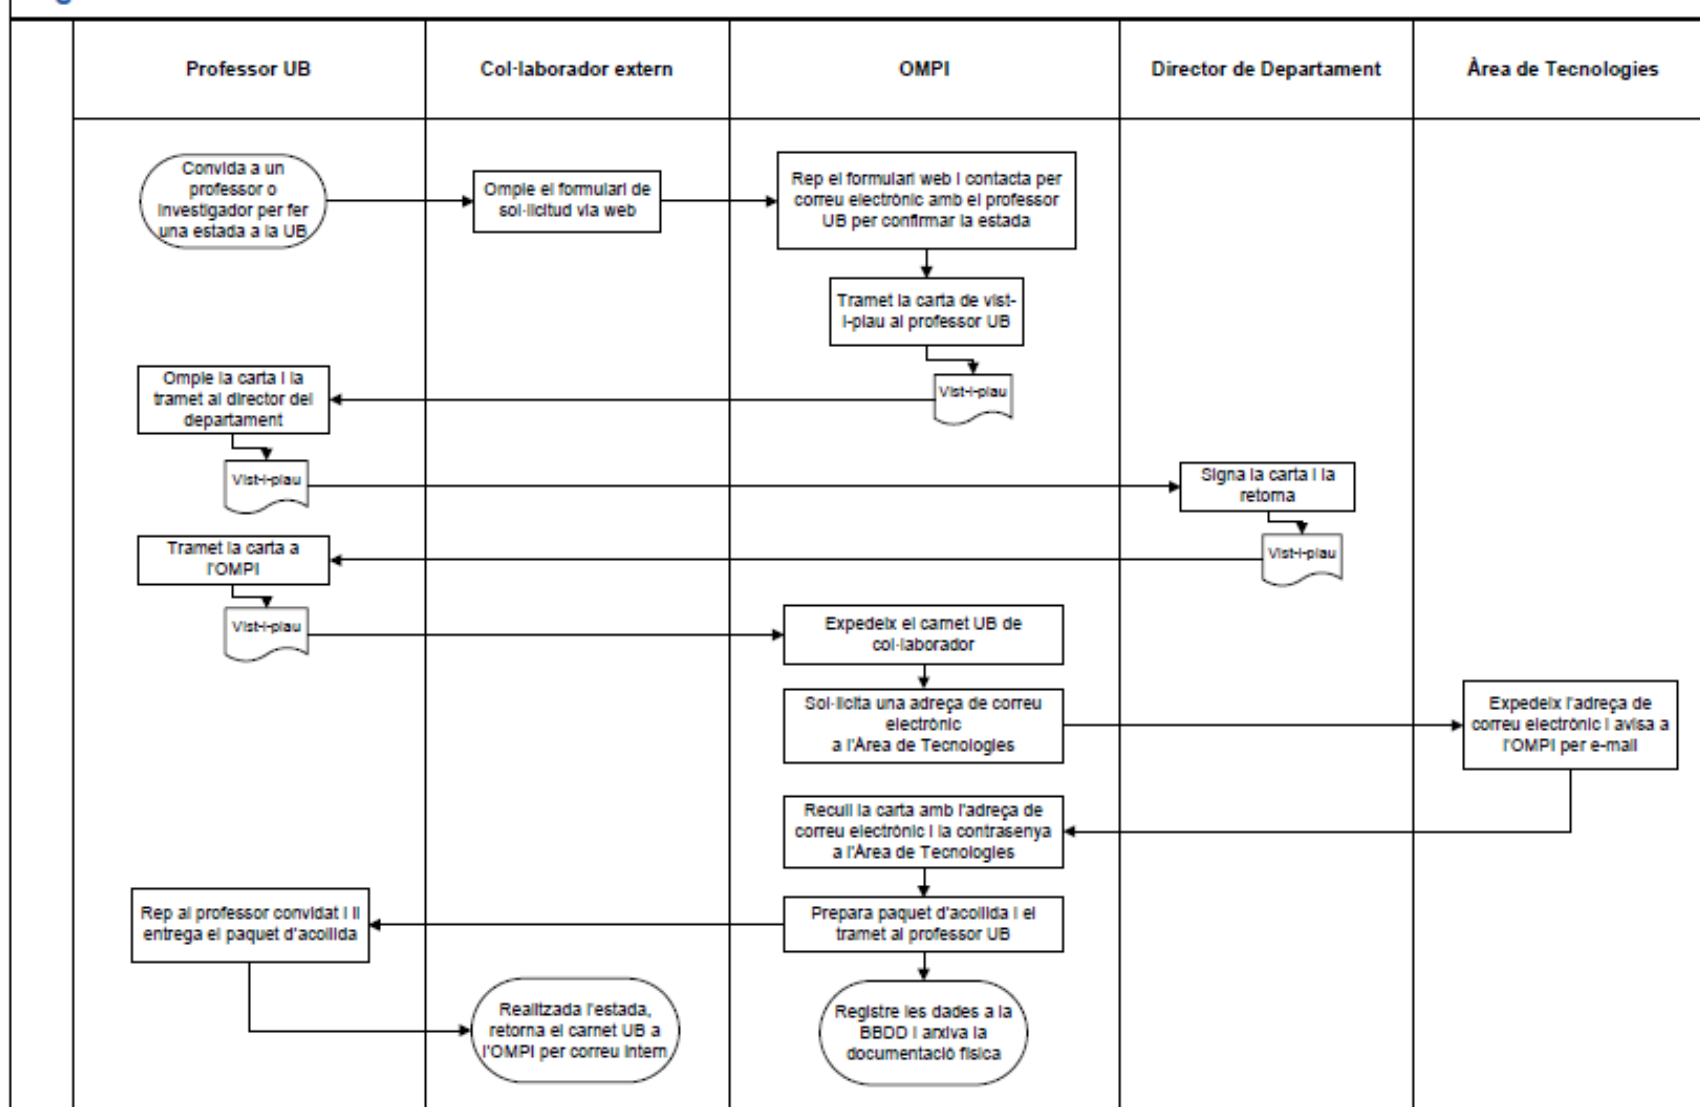 Professor UB
Col·laborador extern
OMPI
Director de Departament
Àrea de Tecnologies
Convida a un
professor o
investigador per fer
una estada a la UB
Omple el formulari de
sol·licitud via web
Rep el formulari web i contacta per
correu electrònic amb el professor
UB per confirmar la estada
Tramet la carta de vist-
i-plau al professor UB
Vist-i-plau
Omple la carta i la
tramet al director del
departament
Vist-i-plau
Signa la carta i la
retorna
Vist-i-plau
Tramet la carta a
l'OMPI
Vist-i-plau
Expedeix el carnet UB de
col·laborador
Sol·licita una adreça de correu
electrònic
a l'Àrea de Tecnologies
Expedeix l'adreça de
correu electrònic i avisa a
l'OMPI per e-mail
Recull la carta amb l'adreça de
correu electrònic i la contrasenya
a l'Àrea de Tecnologies
Prepara paquet d'acollida i el
tramet al professor UB
Rep al professor convidat i li
entrega el paquet d'acollida
Realitzada l'estada,
retorna el carnet UB a
l'OMPI per correu intern
Registre les dades a la
BBDD i arxiva la
documentació física